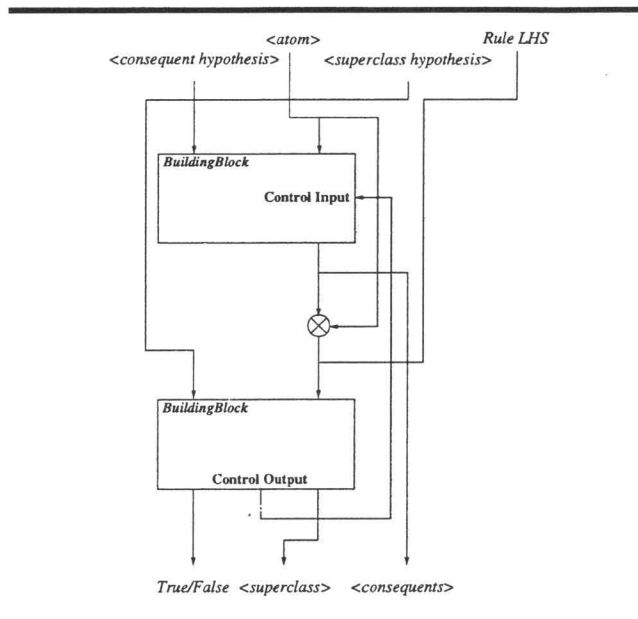 <atom>
Rule LHS
<consequent hypothesis>
<superclass hypothesis>
BuildingBlock
Control Input
BuildingBlock
Control Output
True/False
<superclass>
<consequents>